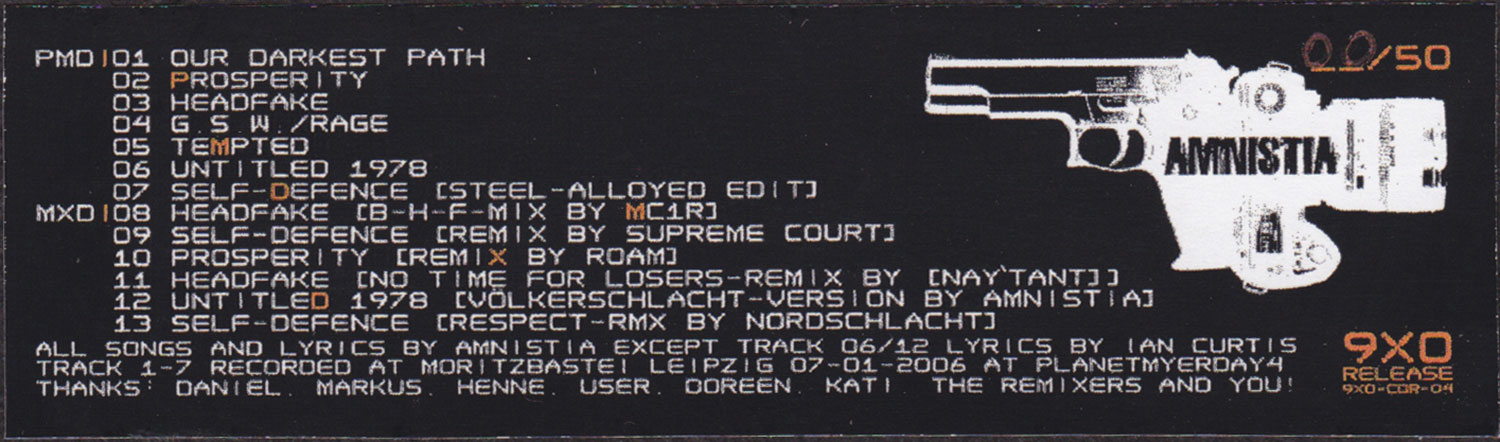 PMD|01 OUR DARKEST PATH
02 PROSPERITY
03 HEADFAKE
04 G.S.W./RAGE
05 TEMPTED
06 UNTITLED 1978
07 SELF-DEFENCE [STEEL-ALLOYED EDIT]
MXD|08 HEADFAKE [B-H-F-MIX BY MC1R]
09 SELF-DEFENCE [REMIX BY SUPREME COURT]
10 PROSPERITY [REMIX BY ROAM]
11 HEADFAKE [NO TIME FOR LOSERS-REMIX BY [NAY'TANT]]
12 UNTITLED 1978 [VÖLKERSCHLACHT-VERSION BY AMNISTIA]
13 SELF-DEFENCE [RESPECT-RMX BY NORDSCHLACHT]
ALL SONGS AND LYRICS BY AMNISTIA EXCEPT TRACK 06/12 LYRICS BY IAN CURTIS
TRACK 1-7 RECORDED AT MORITZBASTEI LEIPZIG 07-01-2006 AT PLANETMYERDAY4
THANKS: DANIEL, MARKUS, HENNE, USER, DOREEN, KATI, THE REMIXERS AND YOU!
/50
AMNISTIA
A
9XO
RELEASE
9XO-CDR-04